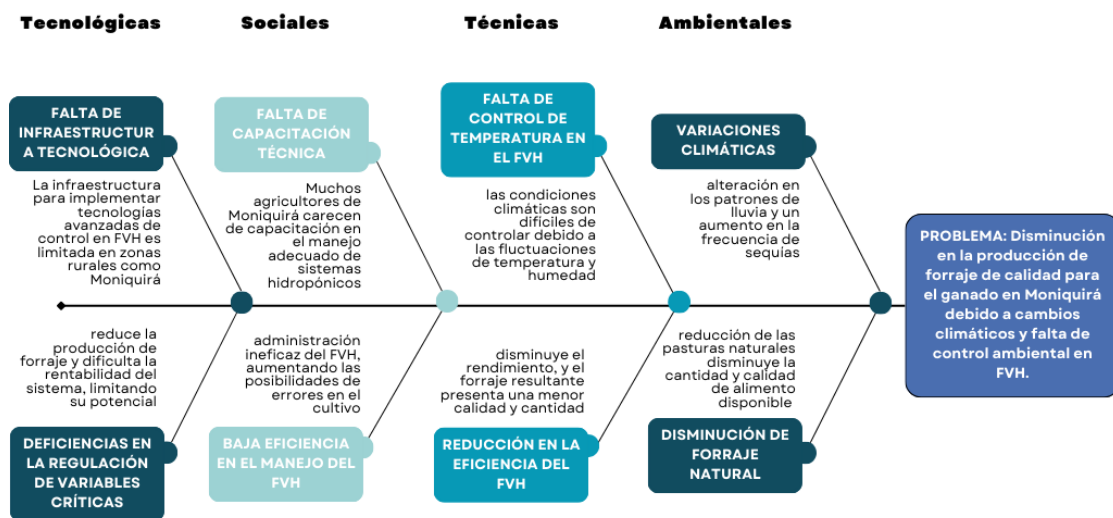 Tecnológicas
Sociales
Técnicas
Ambientales
FALTA DE
INFRAESTRUCTUR
A TECNOLÓGICA
La infraestructura
para implementar
tecnologías
avanzadas de
control en FVH es
limitada en zonas
rurales como
Moniquirá
FALTA DE
CAPACITACIÓN
TÉCNICA
Muchos
agricultores de
Moniquirá carecen
de capacitación en
el manejo
adecuado de
sistemas
hidropónicos
FALTA DE
CONTROL DE
TEMPERATURA EN
EL FVH
las condiciones
climáticas son
difíciles de
controlar debido a
las fluctuaciones
de temperatura y
humedad
VARIACIONES
CLIMÁTICAS
alteración en
los patrones de
lluvia y un
aumento en la
frecuencia de
sequías
PROBLEMA: Disminución
en la producción de
forraje de calidad para
el ganado en Moniquirá
debido a cambios
climáticos y falta de
control ambiental en
FVH.
reduce la
producción de
forraje y dificulta la
rentabilidad del
sistema, limitando
su potencial
DEFICIENCIAS EN
LA REGULACIÓN
DE VARIABLES
CRÍTICAS
administración
ineficaz del FVH,
aumentando las
posibilidades de
errores en el
cultivo
BAJA EFICIENCIA
EN EL MANEJO DEL
FVH
disminuye el
rendimiento, y el
forraje resultante
presenta una menor
calidad y cantidad
REDUCCIÓN EN LA
EFICIENCIA DEL
FVH
reducción de las
pasturas naturales
disminuye la
cantidad y calidad
de alimento
disponible
DISMINUCIÓN DE
FORRAJE
NATURAL